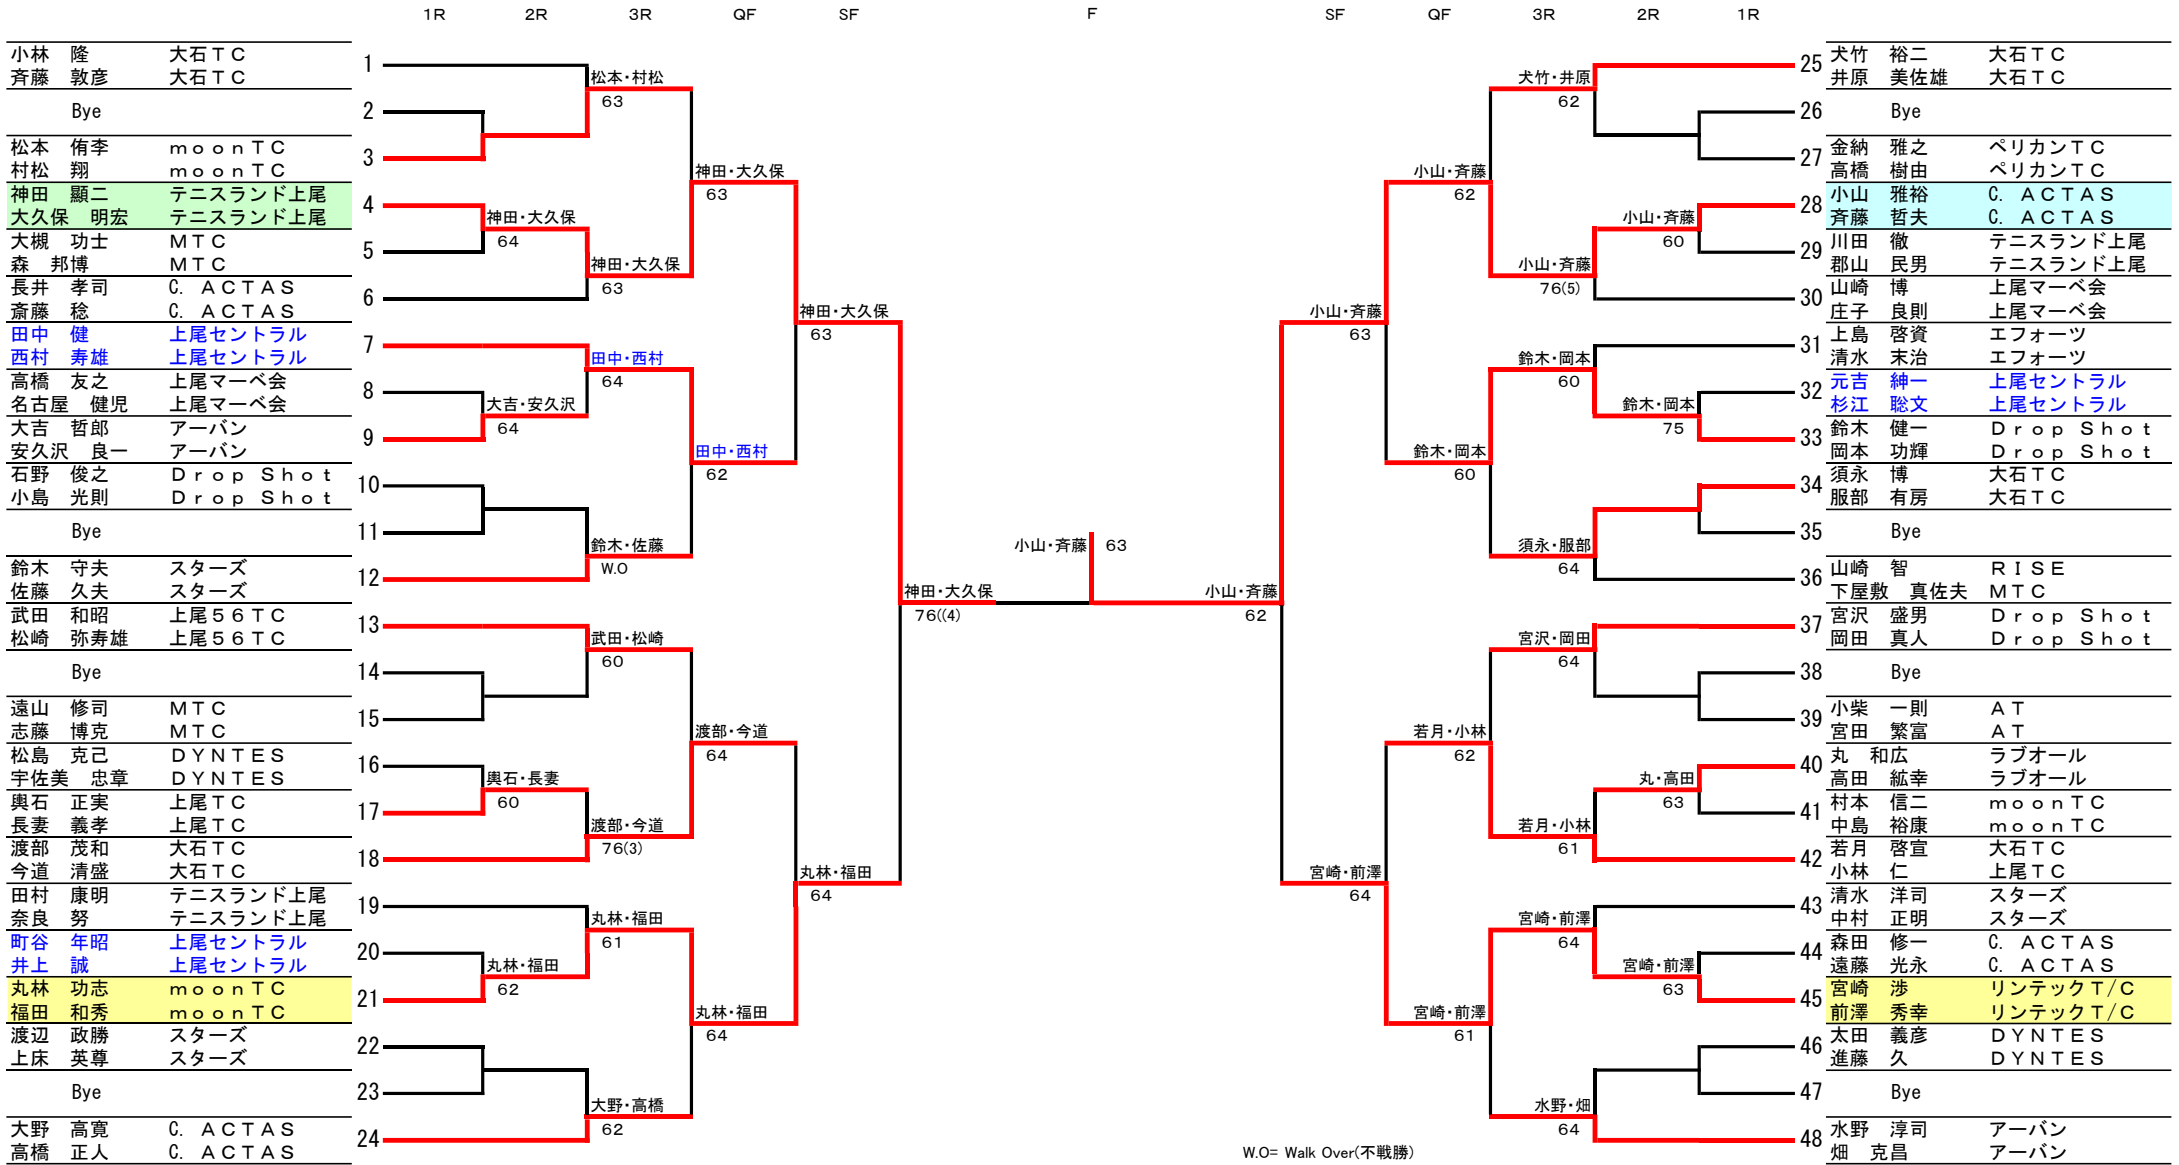 1R 2R 3R QF SF F SF QF 3R 2R 1R
小林　隆 大石ＴＣ
斉藤　敦彦 大石ＴＣ
1
Bye
2
松本　侑李 ｍｏｏｎＴＣ
村松　翔 ｍｏｏｎＴＣ
3
神田　顯二 テニスランド上尾
大久保　明宏 テニスランド上尾
4
大槻　功士 ＭＴＣ
森　邦博 ＭＴＣ
5
長井　孝司 C. ＡＣＴＡＳ
斎藤　稔 C. ＡＣＴＡＳ
6
田中　健 上尾セントラル
西村　寿雄 上尾セントラル
7
高橋　友之 上尾マーベ会
名古屋　健児 上尾マーベ会
8
大吉　哲郎 アーバン
安久沢　良一 アーバン
9
石野　俊之 Ｄｒｏｐ Ｓｈｏｔ
小島　光則 Ｄｒｏｐ Ｓｈｏｔ
10
Bye
11
鈴木　守夫 スターズ
佐藤　久夫 スターズ
12
武田　和昭 上尾５６ＴＣ
松崎　弥寿雄 上尾５６ＴＣ
13
Bye
14
遠山　修司 ＭＴＣ
志藤　博克 ＭＴＣ
15
松島　克己 ＤＹＮＴＥＳ
宇佐美　忠章 ＤＹＮＴＥＳ
16
輿石　正実 上尾ＴＣ
長妻　義孝 上尾ＴＣ
17
渡部　茂和 大石ＴＣ
今道　清盛 大石ＴＣ
18
田村　康明 テニスランド上尾
奈良　努 テニスランド上尾
19
町谷　年昭 上尾セントラル
井上　誠 上尾セントラル
20
丸林　功志 ｍｏｏｎＴＣ
福田　和秀 ｍｏｏｎＴＣ
21
渡辺　政勝 スターズ
上床　英尊 スターズ
22
Bye
23
大野　高寛 C. ＡＣＴＡＳ
高橋　正人 C. ＡＣＴＡＳ
24
神田・大久保
64
大吉・安久沢
64
輿石・長妻
60
丸林・福田
62
松本・村松
63
神田・大久保
63
田中・西村
64
鈴木・佐藤
W.O
武田・松崎
60
渡部・今道
76(3)
丸林・福田
61
大野・高橋
62
神田・大久保
63
田中・西村
62
渡部・今道
64
丸林・福田
64
神田・大久保
63
丸林・福田
64
神田・大久保
76((4)
小山・斉藤 63
小山・斉藤
62
小山・斉藤
63
宮崎・前澤
64
小山・斉藤
62
鈴木・岡本
60
若月・小林
62
宮崎・前澤
61
犬竹・井原
62
小山・斉藤
76(5)
鈴木・岡本
60
須永・服部
64
宮沢・岡田
64
若月・小林
61
宮崎・前澤
64
水野・畑
64
小山・斉藤
60
鈴木・岡本
75
丸・高田
63
宮崎・前澤
63
25
犬竹　裕二 大石ＴＣ
井原　美佐雄 大石ＴＣ
26
Bye
27
金納　雅之 ペリカンＴＣ
高橋　樹由 ペリカンＴＣ
28
小山　雅裕 C. ＡＣＴＡＳ
斉藤　哲夫 C. ＡＣＴＡＳ
29
川田　徹 テニスランド上尾
郡山　民男 テニスランド上尾
30
山崎　博 上尾マーベ会
庄子　良則 上尾マーベ会
31
上島　啓資 エフォーツ
清水　末治 エフォーツ
32
元吉　紳一 上尾セントラル
杉江　聡文 上尾セントラル
33
鈴木　健一 Ｄｒｏｐ Ｓｈｏｔ
岡本　功輝 Ｄｒｏｐ Ｓｈｏｔ
34
須永　博 大石ＴＣ
服部　有房 大石ＴＣ
35
Bye
36
山崎　智 ＲＩＳＥ
下屋敷　真佐夫 ＭＴＣ
37
宮沢　盛男 Ｄｒｏｐ Ｓｈｏｔ
岡田　真人 Ｄｒｏｐ Ｓｈｏｔ
38
Bye
39
小柴　一則 ＡＴ
宮田　繁富 ＡＴ
40
丸　和広 ラブオール
高田　紘幸 ラブオール
41
村本　信二 ｍｏｏｎＴＣ
中島　裕康 ｍｏｏｎＴＣ
42
若月　啓宣 大石ＴＣ
小林　仁 上尾ＴＣ
43
清水　洋司 スターズ
中村　正明 スターズ
44
森田　修一 C. ＡＣＴＡＳ
遠藤　光永 C. ＡＣＴＡＳ
45
宮崎　渉 リンテックＴ/Ｃ
前澤　秀幸 リンテックＴ/Ｃ
46
太田　義彦 ＤＹＮＴＥＳ
進藤　久 ＤＹＮＴＥＳ
47
Bye
48
水野　淳司 アーバン
畑　克昌 アーバン
W.O= Walk Over(不戦勝)